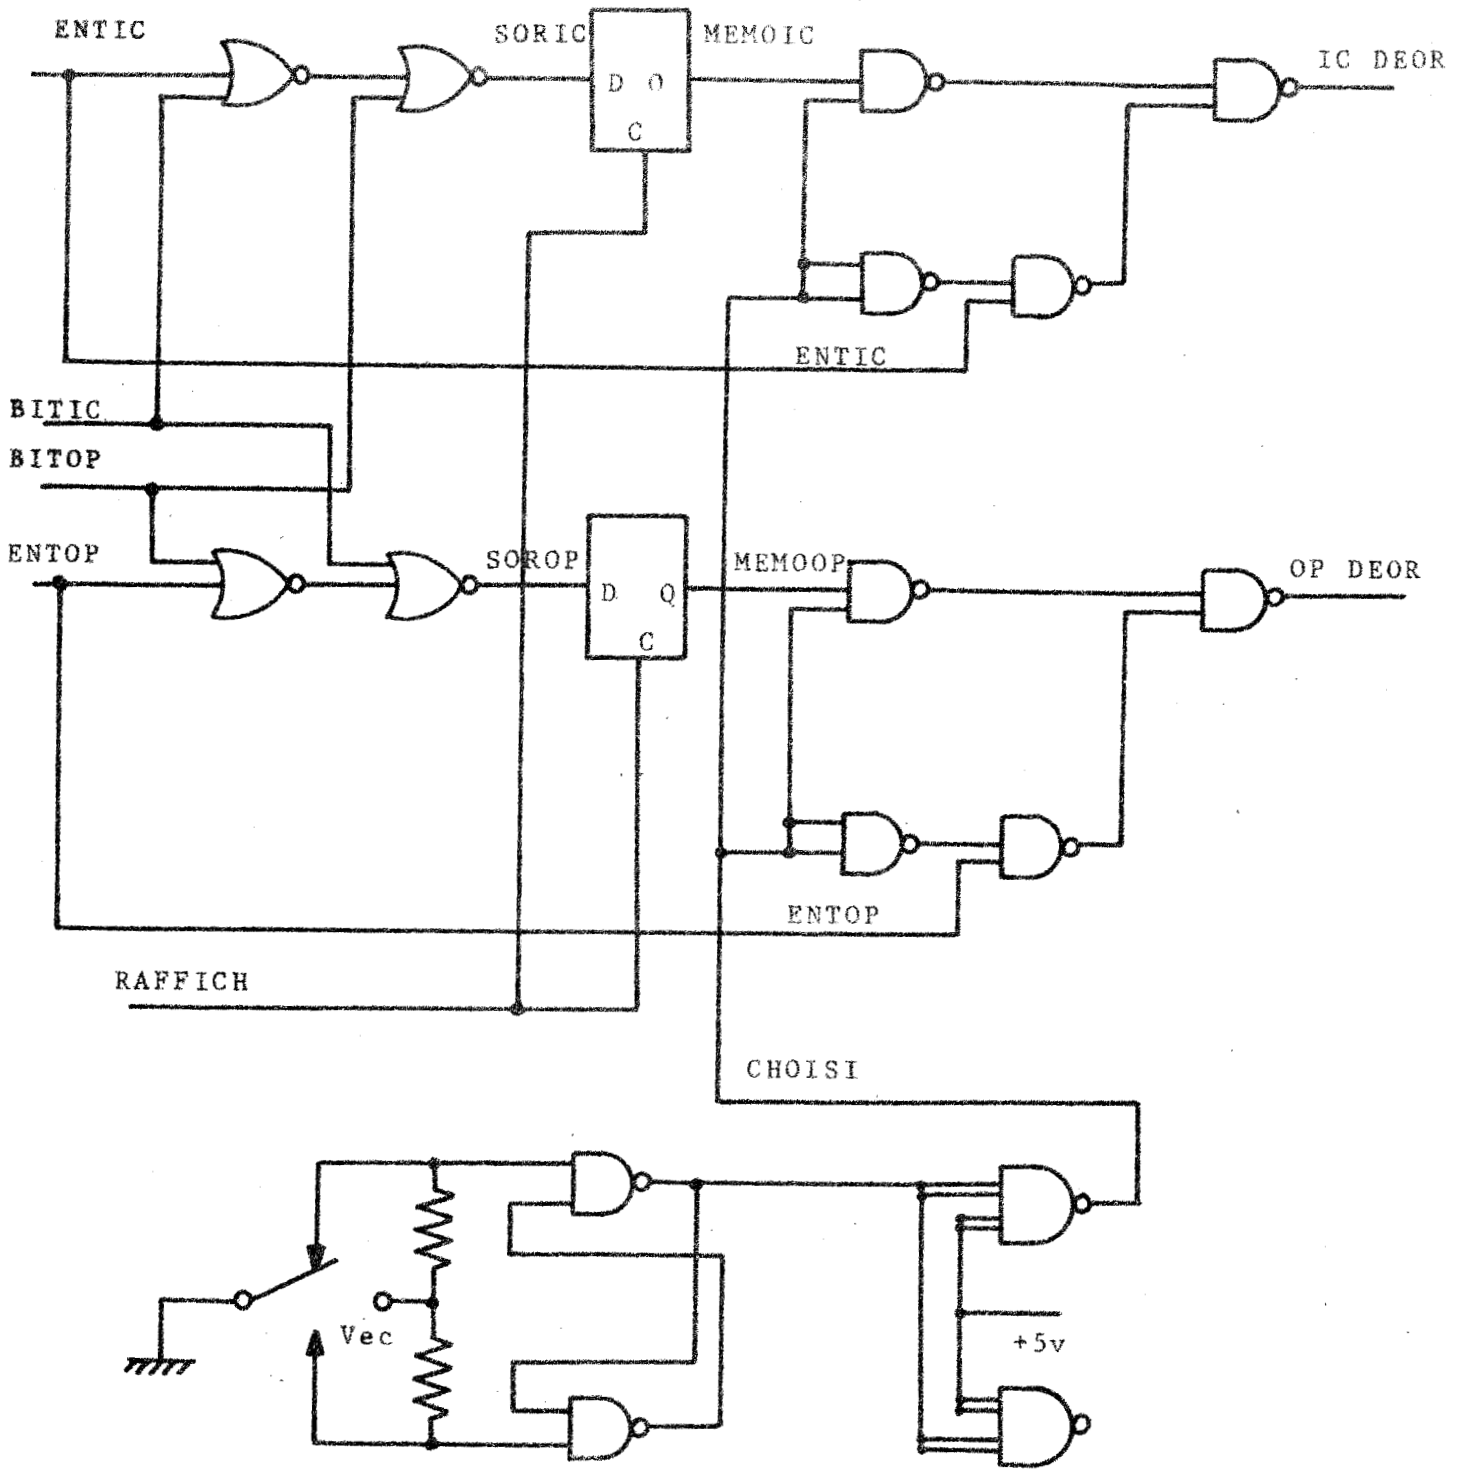 ENTIC
SORIC
MEMOIC
IC DEOR
D Q
C
ENTIC
BITIC
BITOP
ENTOP
SOROP
MEMOOP
OP DEOR
D Q
C
ENTOP
RAFFICH
CHOISI
Vec
+5v